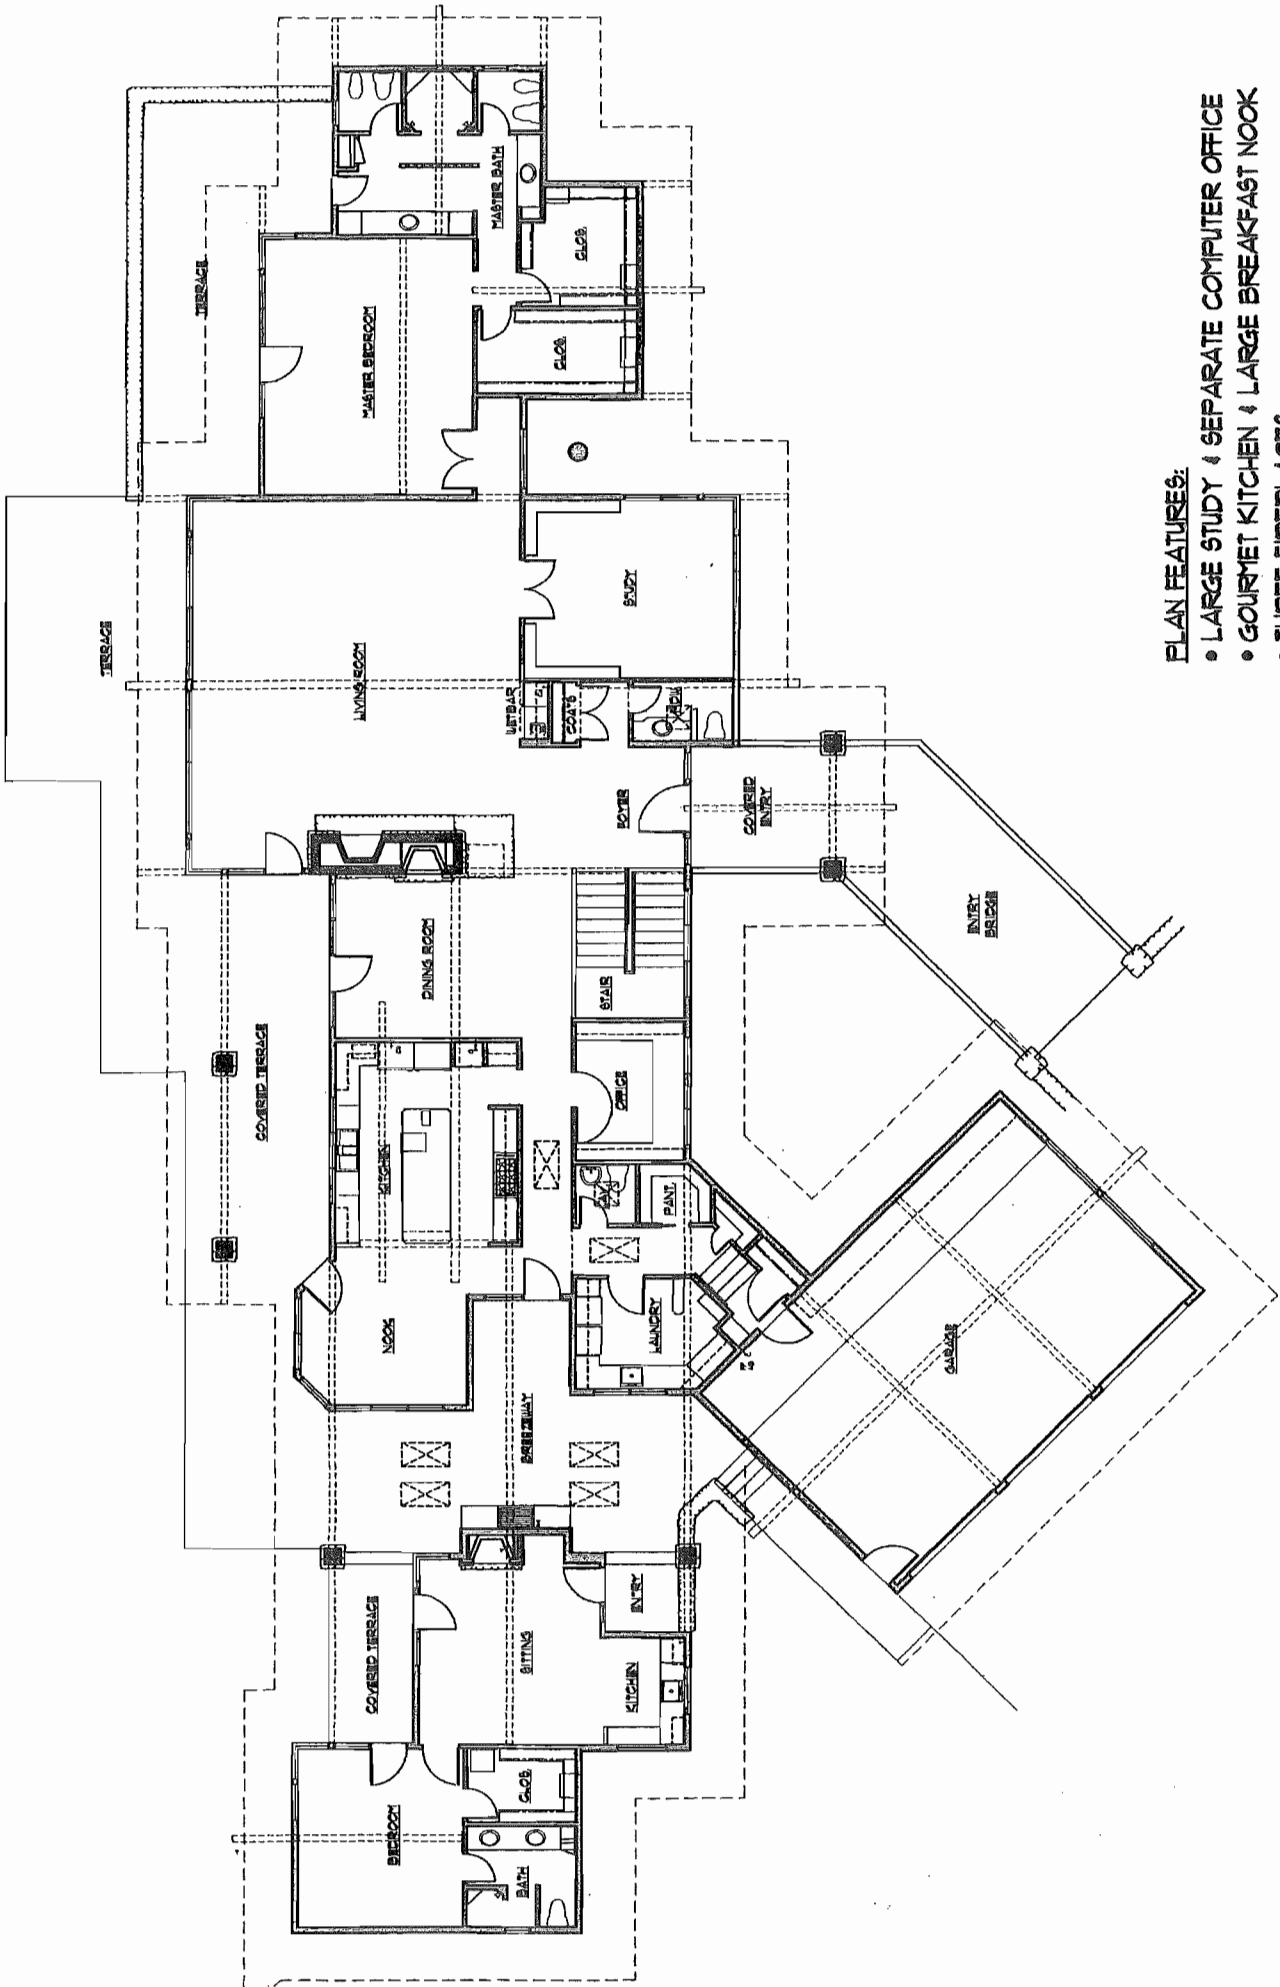 TERRACE
MASTER BATH
CLOS.
CLOS.
MASTER BEDROOM
TERRACE
LIVING ROOM
STUDY
WETBAR
COATS
FOYER
COVERED
ENTRY
ENTRY
BRIDGE
DINING ROOM
STAIR
COVERED TERRACE
KITCHEN
OFFICE
PANT.
NOOK
LAUNDRY
GARAGE
BREEZEWAY
COVERED TERRACE
SITTING
ENTRY
KITCHEN
BEDROOM
CLOS.
BATH
PLAN FEATURES:
• LARGE STUDY & SEPARATE COMPUTER OFFICE
• GOURMET KITCHEN & LARGE BREAKFAST NOOK